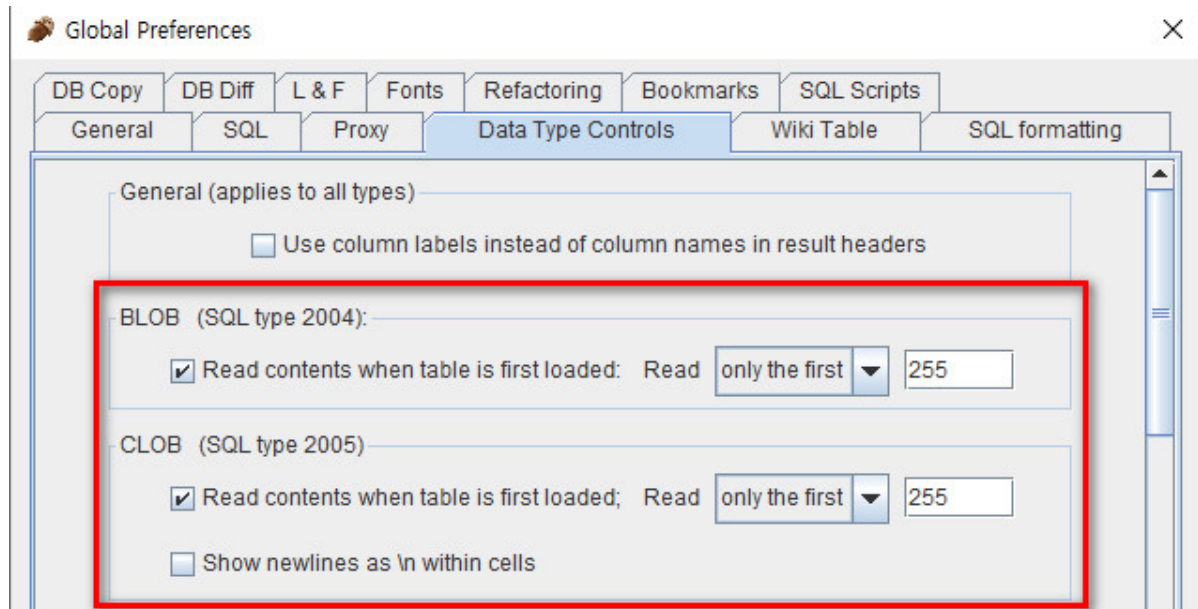 Global Preferences
DB Copy DB Diff L & F Fonts Refactoring Bookmarks SQL Scripts
General SQL Proxy Data Type Controls Wiki Table SQL formatting
General (applies to all types)
Use column labels instead of column names in result headers
BLOB (SQL type 2004):
Read contents when table is first loaded: Read only the first 255
CLOB (SQL type 2005)
Read contents when table is first loaded; Read only the first 255
Show newlines as \n within cells